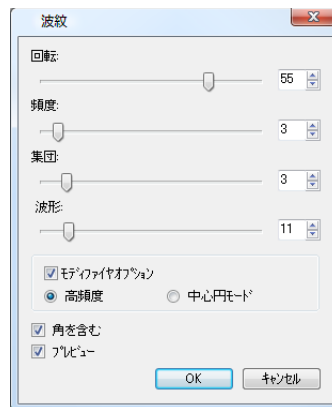 波紋
回転:
55
頻度:
3
集団:
3
波形:
11
モディファイヤオプション
高頻度 中心円モード
角を含む
プレビュー
OK キャンセル